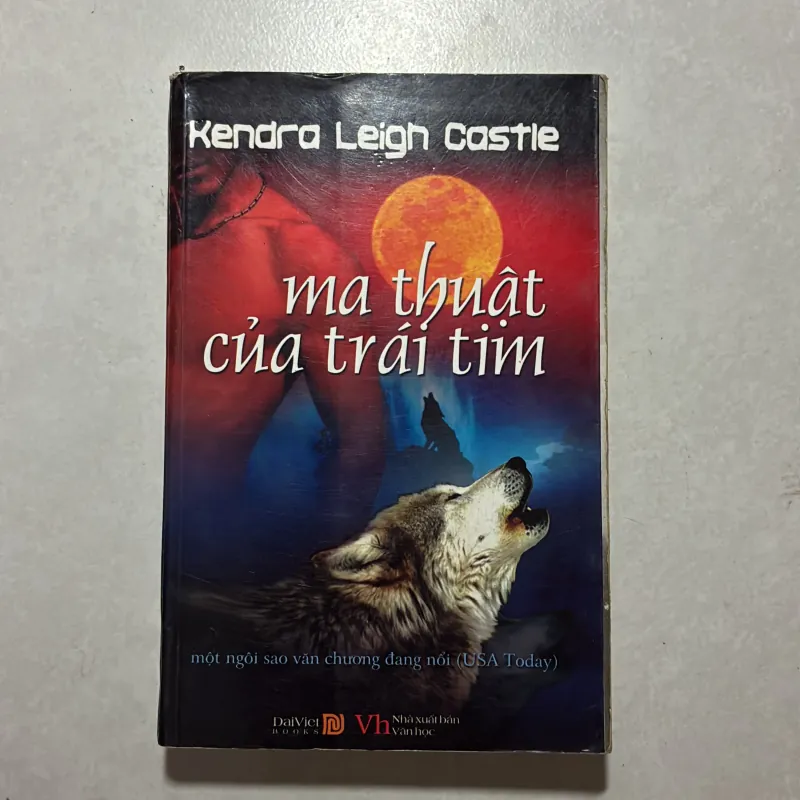 Kendra Leigh Castle
ma thuật
của trái tim
một ngôi sao văn chương đang nổi (USA Today)
DaiViet
BOOKS
Vh Nhà xuất bản
Văn học